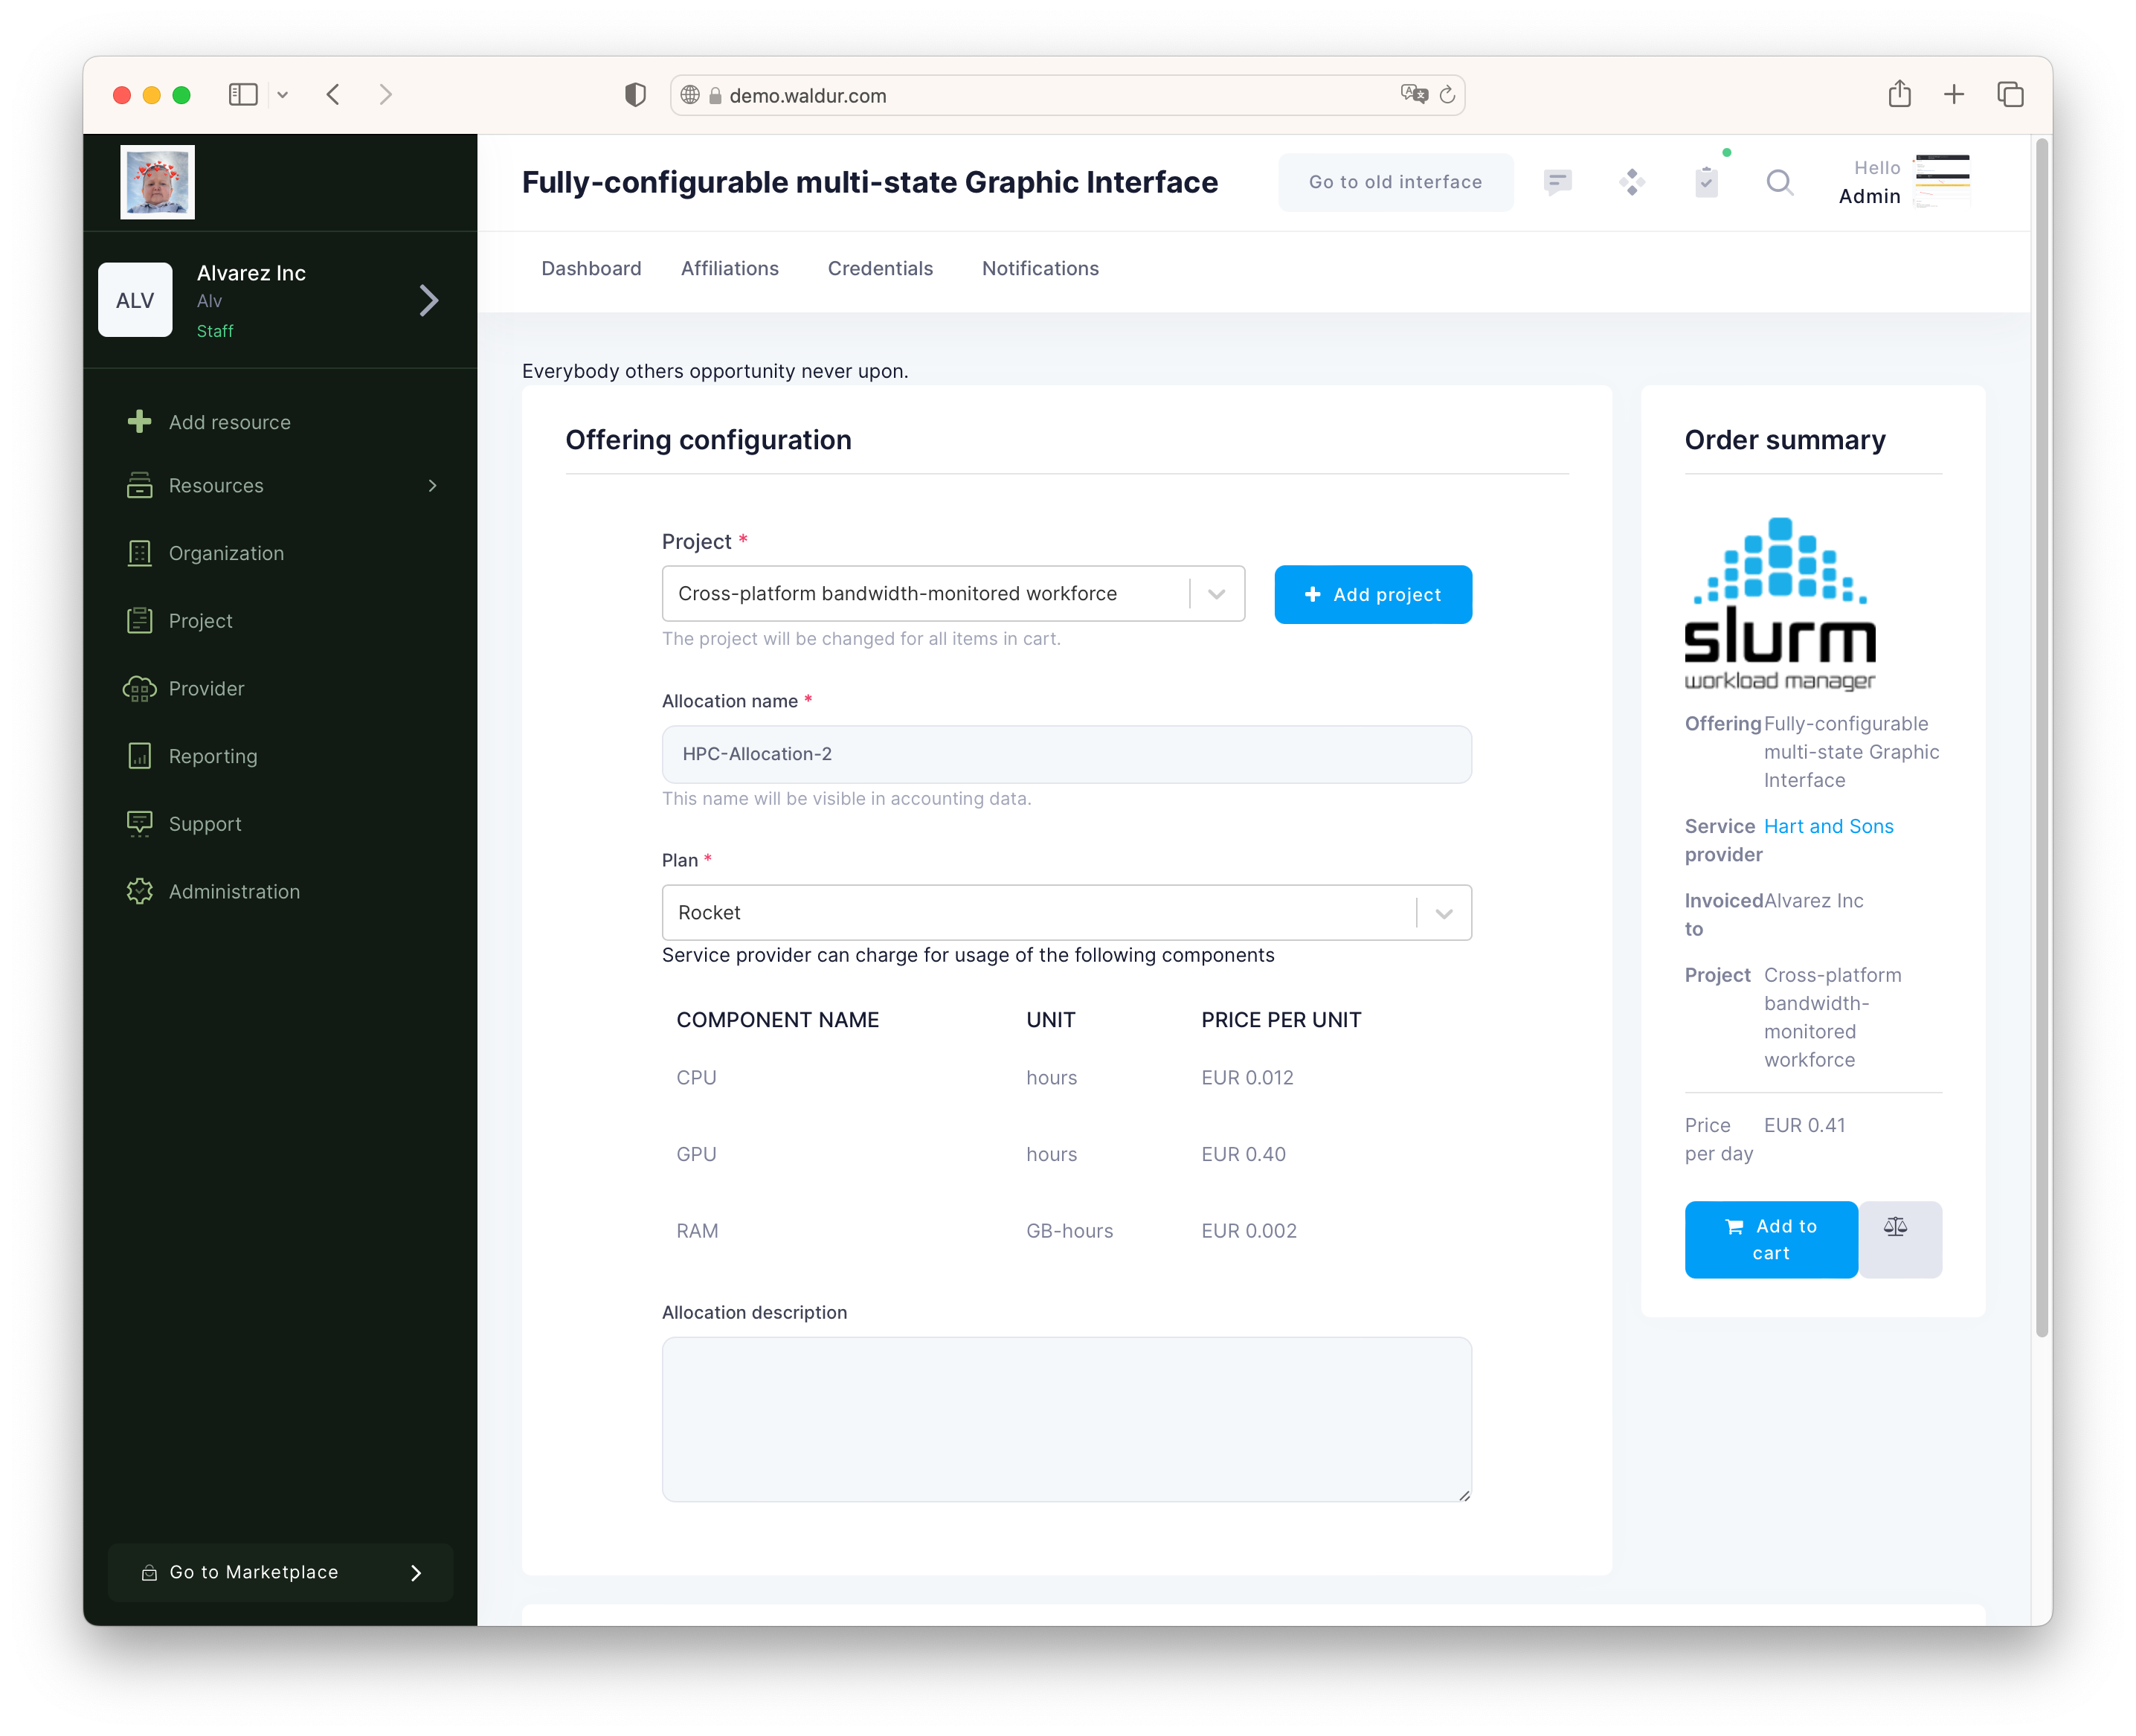 demo.waldur.com
Fully-configurable multi-state Graphic Interface
Go to old interface
Hello
Admin
ALV
Alvarez Inc
Alv
Staff
Dashboard
Affiliations
Credentials
Notifications
Add resource
Resources
Organization
Project
Provider
Reporting
Support
Administration
Go to Marketplace
Everybody others opportunity never upon.
Offering configuration
Project *
Cross-platform bandwidth-monitored workforce
Add project
The project will be changed for all items in cart.
Allocation name *
HPC-Allocation-2
This name will be visible in accounting data.
Plan *
Rocket
Service provider can charge for usage of the following components
COMPONENT NAME UNIT PRICE PER UNIT
CPU hours EUR 0.012
GPU hours EUR 0.40
RAM GB-hours EUR 0.002
Allocation description
Order summary
slurm
workload manager
Offering Fully-configurable
multi-state Graphic
Interface
Service Hart and Sons
provider
Invoiced Alvarez Inc
to
Project Cross-platform
bandwidth-
monitored
workforce
Price EUR 0.41
per day
Add to
cart